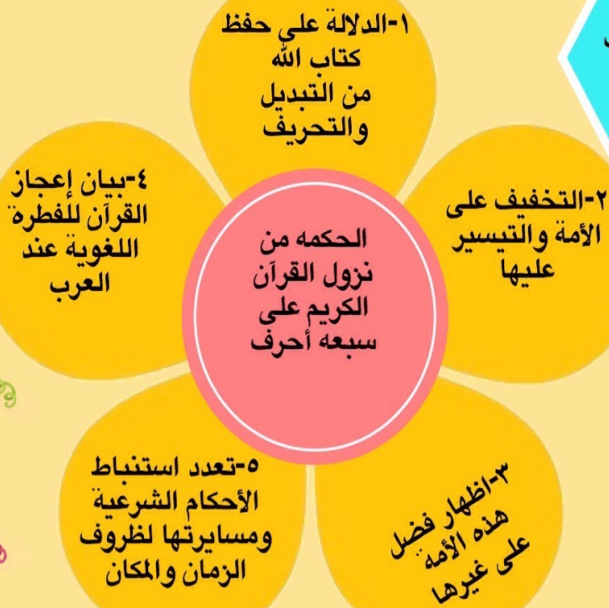 الحكمه من
نزول القرآن
الكريم على
سبعه أحرف
١-الدلالة على حفظ
كتاب الله
من التبديل
والتحريف
٢-التخفيف على
الأمة والتيسير
عليها
٣-اظهار فضل
هذه الأمة
على غيرها
٤-بيان إعجاز
القرآن للفطرة
اللغوية عند
العرب
٥-تعدد استنباط
الأحكام الشرعية
ومسايرتها لظروف
الزمان والمكان